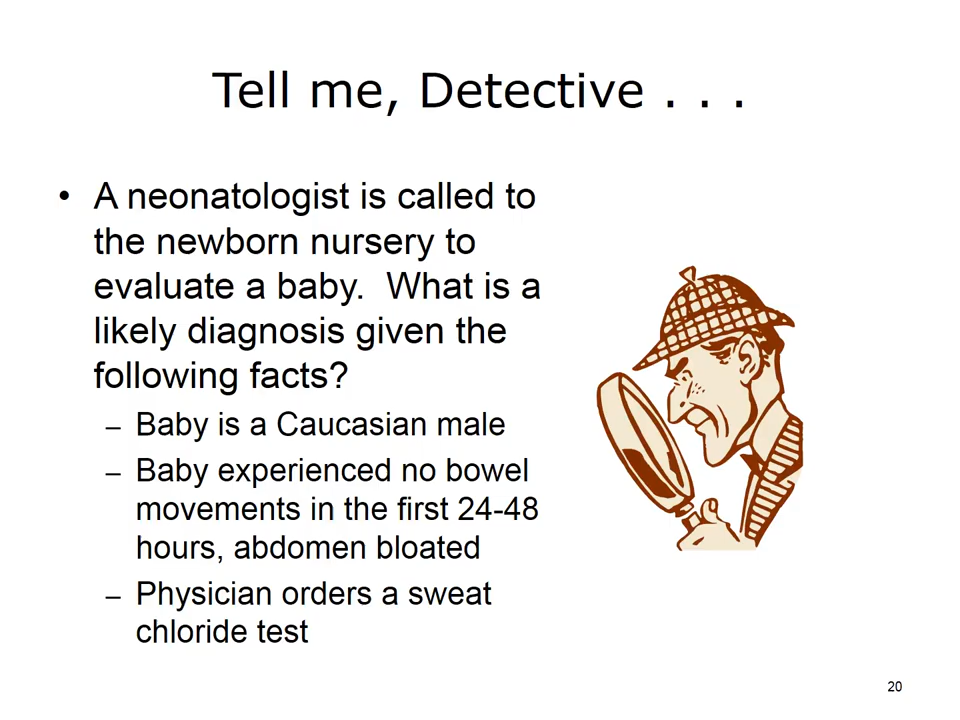 Tell me, Detective . . .
• A neonatologist is called to
the newborn nursery to
evaluate a baby.  What is a
likely diagnosis given the
following facts?
– Baby is a Caucasian male
– Baby experienced no bowel
movements in the first 24-48
hours, abdomen bloated
– Physician orders a sweat
chloride test
20